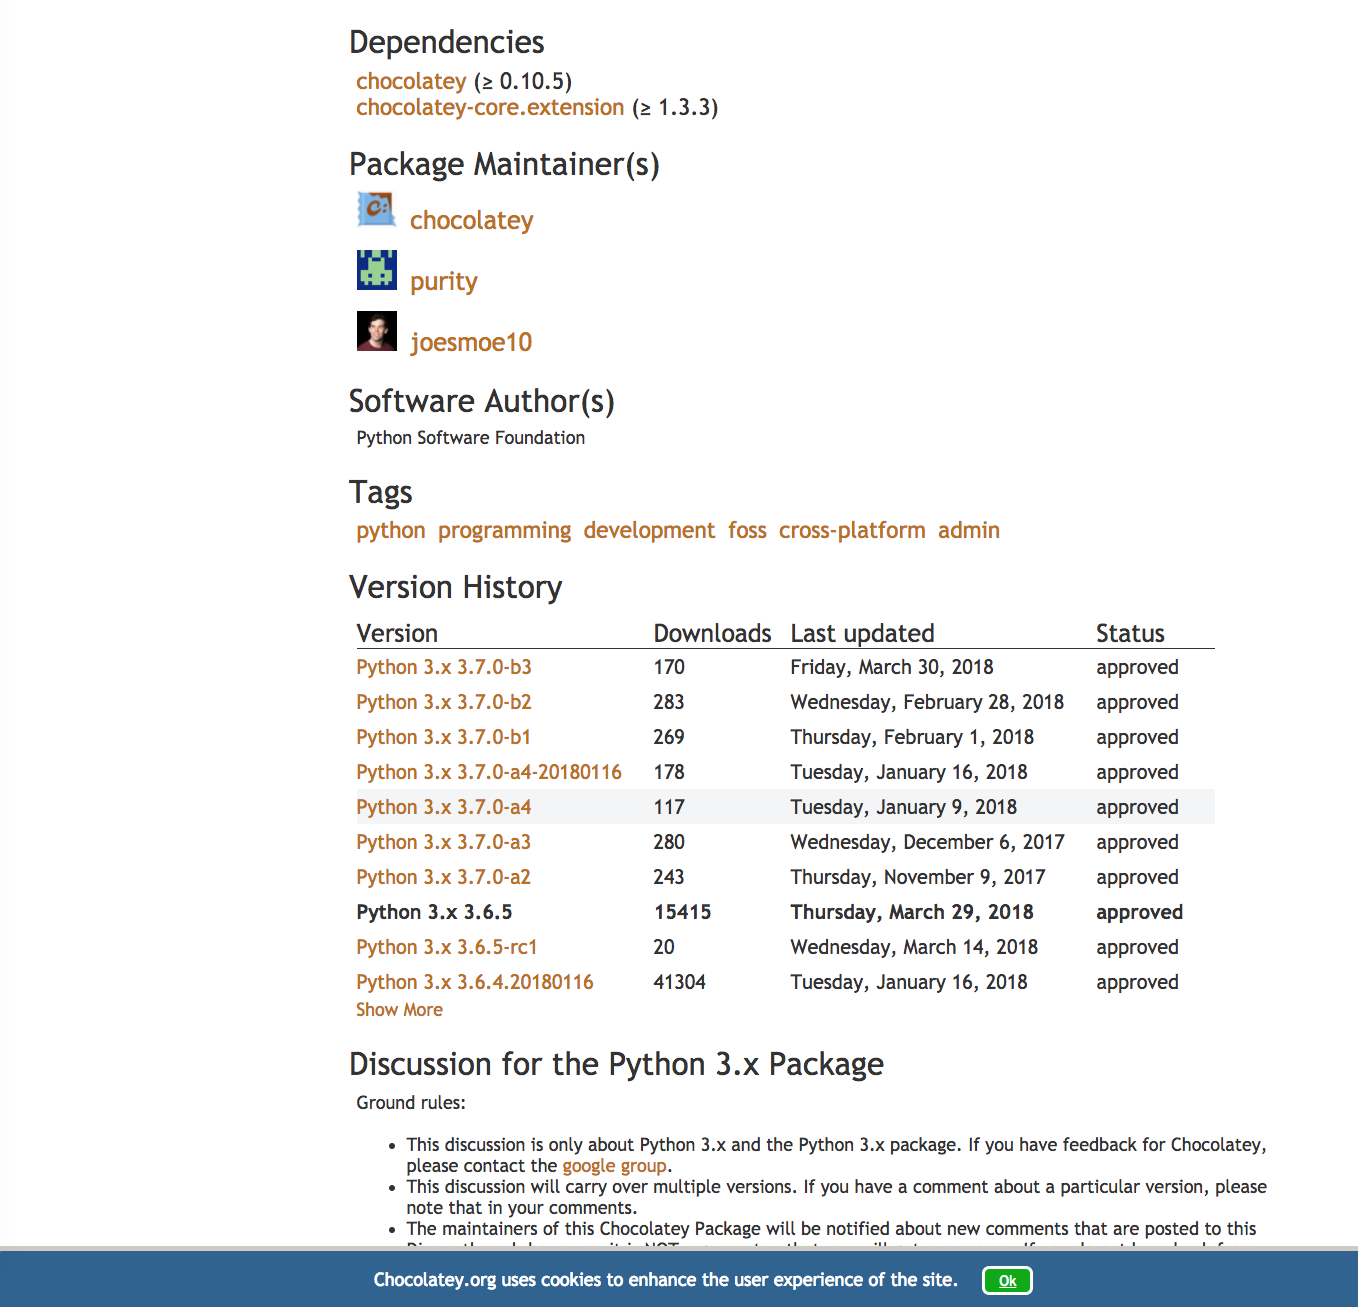 Dependencies
chocolatey (≥ 0.10.5)
chocolatey-core.extension (≥ 1.3.3)
Package Maintainer(s)
chocolatey
purity
joesmoe10
Software Author(s)
Python Software Foundation
Tags
python programming development foss cross-platform admin
Version History
Version Downloads Last updated Status
Python 3.x 3.7.0-b3 170 Friday, March 30, 2018 approved
Python 3.x 3.7.0-b2 283 Wednesday, February 28, 2018 approved
Python 3.x 3.7.0-b1 269 Thursday, February 1, 2018 approved
Python 3.x 3.7.0-a4-20180116 178 Tuesday, January 16, 2018 approved
Python 3.x 3.7.0-a4 117 Tuesday, January 9, 2018 approved
Python 3.x 3.7.0-a3 280 Wednesday, December 6, 2017 approved
Python 3.x 3.7.0-a2 243 Thursday, November 9, 2017 approved
Python 3.x 3.6.5 15415 Thursday, March 29, 2018 approved
Python 3.x 3.6.5-rc1 20 Wednesday, March 14, 2018 approved
Python 3.x 3.6.4.20180116 41304 Tuesday, January 16, 2018 approved
Show More
Discussion for the Python 3.x Package
Ground rules:
• This discussion is only about Python 3.x and the Python 3.x package. If you have feedback for Chocolatey,
please contact the google group.
• This discussion will carry over multiple versions. If you have a comment about a particular version, please
note that in your comments.
• The maintainers of this Chocolatey Package will be notified about new comments that are posted to this
Chocolatey.org uses cookies to enhance the user experience of the site. Ok